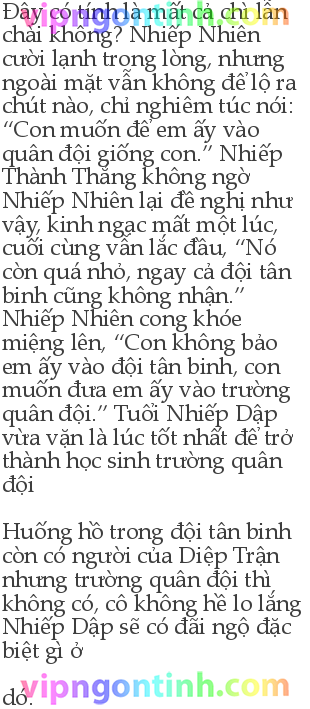 Đây có tính là mất cả chì lẫn
vipngontinh.com
chài không? Nhiếp Nhiên
cười lạnh trong lòng, nhưng
ngoài mặt vẫn không để lộ ra
chút nào, chỉ nghiêm túc nói:
“Con muốn để em ấy vào
quân đội giống con.” Nhiếp
Thành Thắng không ngờ
Nhiếp Nhiên lại đề nghị như
vậy, kinh ngạc mất một lúc,
cuối cùng vẫn lắc đầu, “Nó
còn quá nhỏ, ngay cả đội tân
binh cũng không nhận.”
Nhiếp Nhiên cong khóe
miệng lên, “Con không bảo
em ấy vào đội tân binh, con
muốn đưa em ấy vào trường
quân đội.” Tuổi Nhiếp Dập
vừa vặn là lúc tốt nhất để trở
thành học sinh trường quân
đội
Huống hồ trong đội tân binh
còn có người của Diệp Trận
nhưng trường quân đội thì
không có, cô không hề lo lắng
Nhiếp Dập sẽ có đãi ngộ đặc
biệt gì ở
vipngontinh.com
dó.